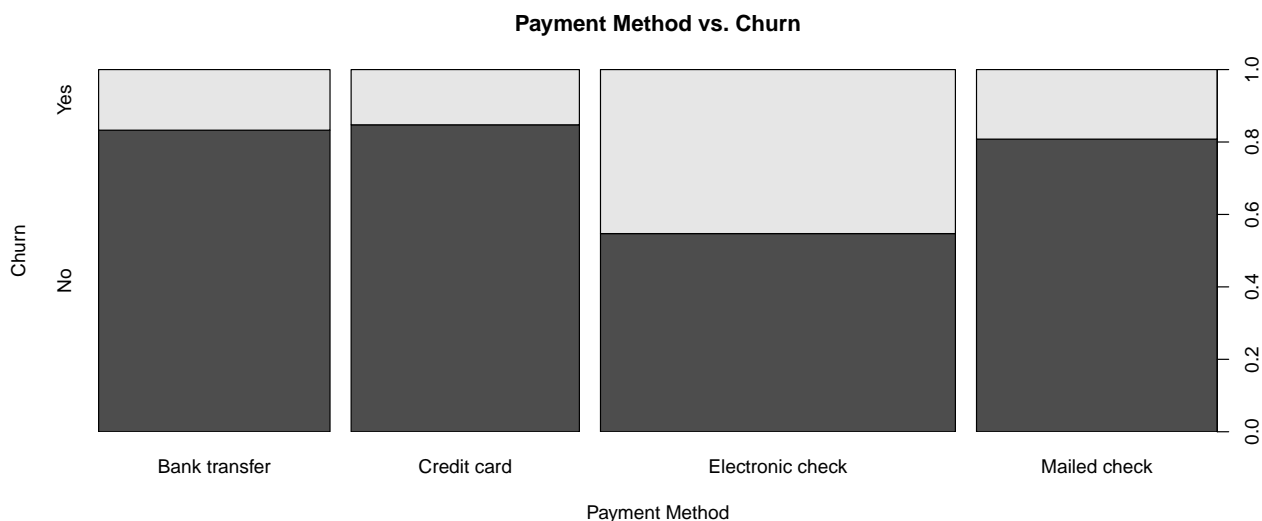 Payment Method vs. Churn
Churn
Yes
No
1.0
0.8
0.6
0.4
0.2
0.0
Bank transfer
Credit card
Electronic check
Mailed check
Payment Method